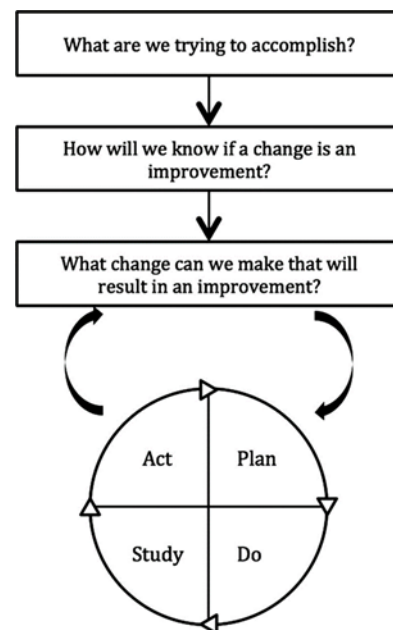 What are we trying to accomplish?
How will we know if a change is an
improvement?
What change can we make that will
result in an improvement?
Act
Plan
Study
Do